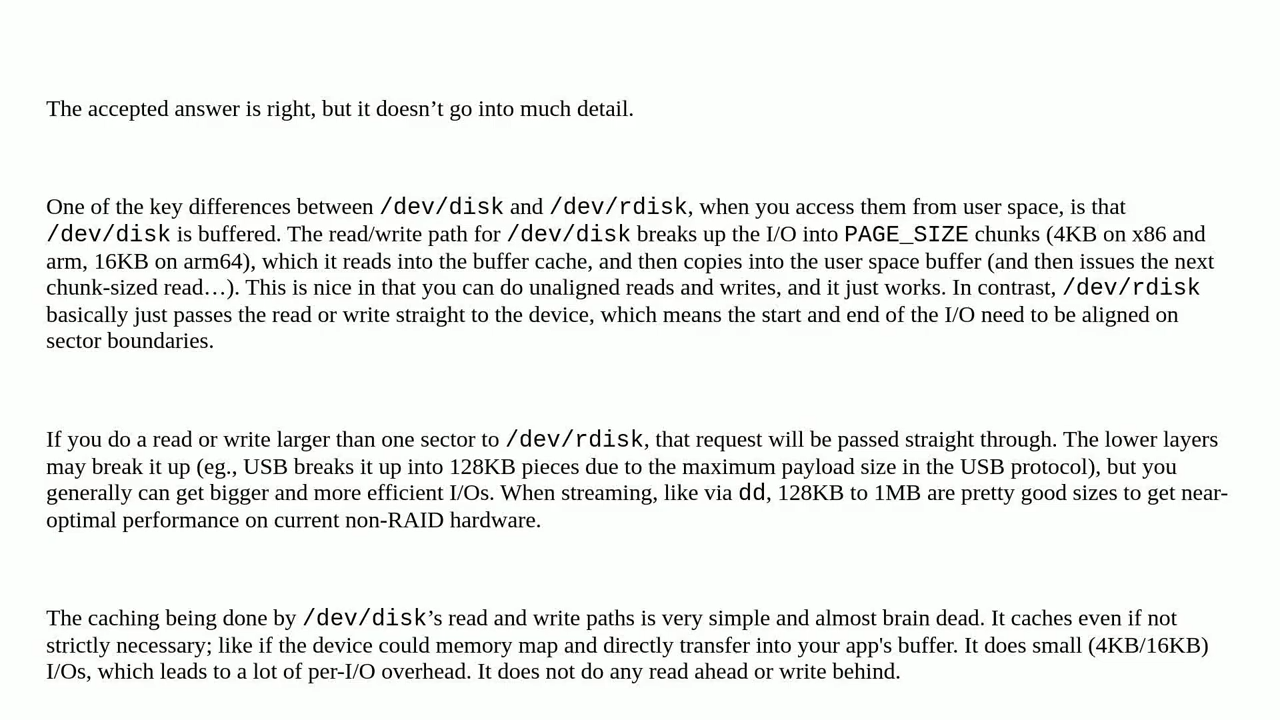 The accepted answer is right, but it doesn’t go into much detail.
One of the key differences between /dev/disk and /dev/rdisk, when you access them from user space, is that
/dev/disk is buffered. The read/write path for /dev/disk breaks up the I/O into PAGE_SIZE chunks (4KB on x86 and
arm, 16KB on arm64), which it reads into the buffer cache, and then copies into the user space buffer (and then issues the next
chunk-sized read…). This is nice in that you can do unaligned reads and writes, and it just works. In contrast, /dev/rdisk
basically just passes the read or write straight to the device, which means the start and end of the I/O need to be aligned on
sector boundaries.
If you do a read or write larger than one sector to /dev/rdisk, that request will be passed straight through. The lower layers
may break it up (eg., USB breaks it up into 128KB pieces due to the maximum payload size in the USB protocol), but you
generally can get bigger and more efficient I/Os. When streaming, like via dd, 128KB to 1MB are pretty good sizes to get near-
optimal performance on current non-RAID hardware.
The caching being done by /dev/disk’s read and write paths is very simple and almost brain dead. It caches even if not
strictly necessary; like if the device could memory map and directly transfer into your app's buffer. It does small (4KB/16KB)
I/Os, which leads to a lot of per-I/O overhead. It does not do any read ahead or write behind.